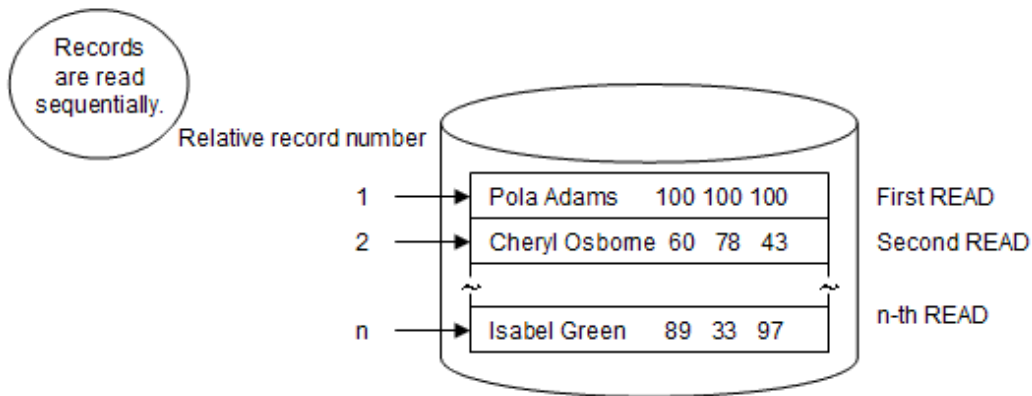 Records
are read
sequentially.
Relative record number
1 Pola Adams 100 100 100 First READ
2 Cheryl Osborne 60 78 43 Second READ
~ ~
n Isabel Green 89 33 97 n-th READ